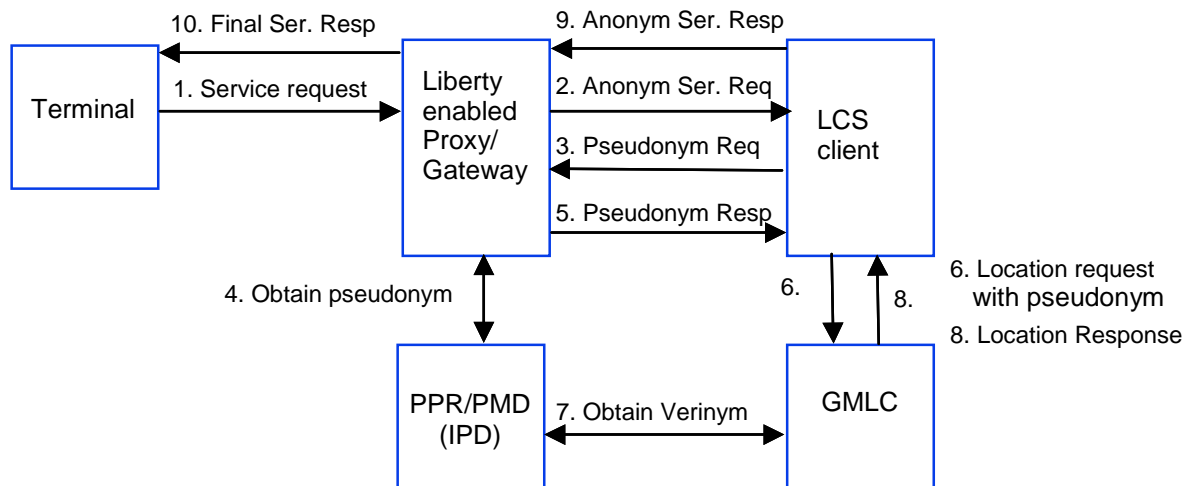 10. Final Ser. Resp
9. Anonym Ser. Resp
Terminal
1. Service request
Liberty
enabled
Proxy/
Gateway
2. Anonym Ser. Req
LCS
client
3. Pseudonym Req
5. Pseudonym Resp
4. Obtain pseudonym
6.
8.
6. Location request
with pseudonym
8. Location Response
PPR/PMD
(IPD)
7. Obtain Verinym
GMLC